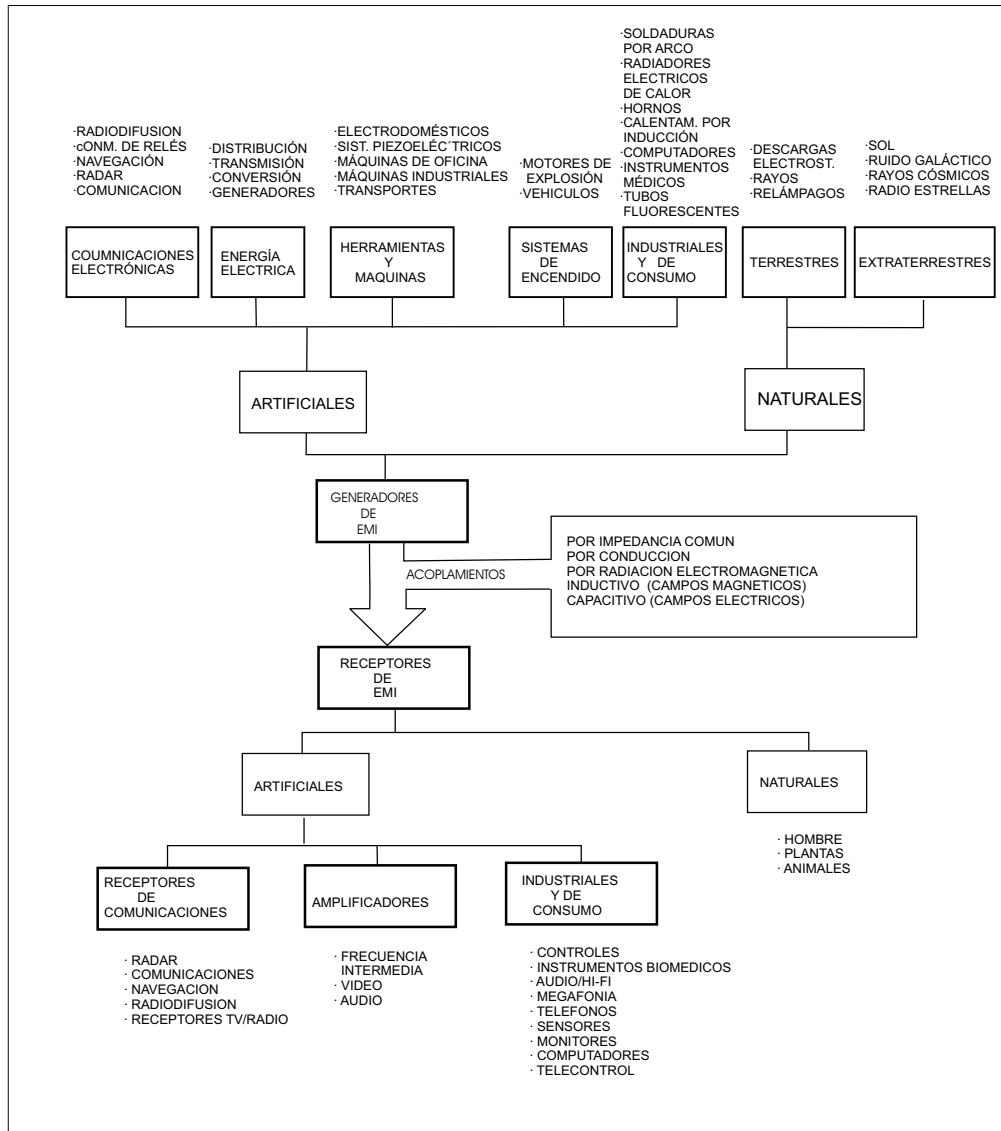 ·RADIODIFUSION
·cONM. DE RELÉS
·NAVEGACIÓN
·RADAR
·COMUNICACION
·DISTRIBUCIÓN
·TRANSMISIÓN
·CONVERSIÓN
·GENERADORES
·ELECTRODOMÉSTICOS
·SIST. PIEZOELÉC´TRICOS
·MÁQUINAS DE OFICINA
·MÁQUINAS INDUSTRIALES
·TRANSPORTES
·MOTORES DE
EXPLOSIÓN
·VEHICULOS
·SOLDADURAS
POR ARCO
·RADIADORES
ELECTRICOS
DE CALOR
·HORNOS
·CALENTAM. POR
INDUCCIÓN
·COMPUTADORES
·INSTRUMENTOS
MÉDICOS
·TUBOS
FLUORESCENTES
·DESCARGAS
ELECTROST.
·RAYOS
·RELÁMPAGOS
·SOL
·RUIDO GALÁCTICO
·RAYOS CÓSMICOS
·RADIO ESTRELLAS
COUMNICACIONES
ELECTRÓNICAS
ENERGÍA
ELECTRICA
HERRAMIENTAS
Y
MAQUINAS
SISTEMAS
DE
ENCENDIDO
INDUSTRIALES
Y DE
CONSUMO
TERRESTRES
EXTRATERRESTRES
ARTIFICIALES
NATURALES
GENERADORES
DE
EMI
ACOPLAMIENTOS
POR IMPEDANCIA COMUN
POR CONDUCCION
POR RADIACION ELECTROMAGNETICA
INDUCTIVO (CAMPOS MAGNETICOS)
CAPACITIVO (CAMPOS ELECTRICOS)
RECEPTORES
DE
EMI
ARTIFICIALES
NATURALES
· HOMBRE
· PLANTAS
· ANIMALES
RECEPTORES
DE
COMUNICACIONES
AMPLIFICADORES
INDUSTRIALES
Y DE
CONSUMO
· RADAR
· COMUNICACIONES
· NAVEGACION
· RADIODIFUSION
· RECEPTORES TV/RADIO
· FRECUENCIA
INTERMEDIA
· VIDEO
· AUDIO
· CONTROLES
· INSTRUMENTOS BIOMEDICOS
· AUDIO/HI-FI
· MEGAFONIA
· TELEFONOS
· SENSORES
· MONITORES
· COMPUTADORES
· TELECONTROL